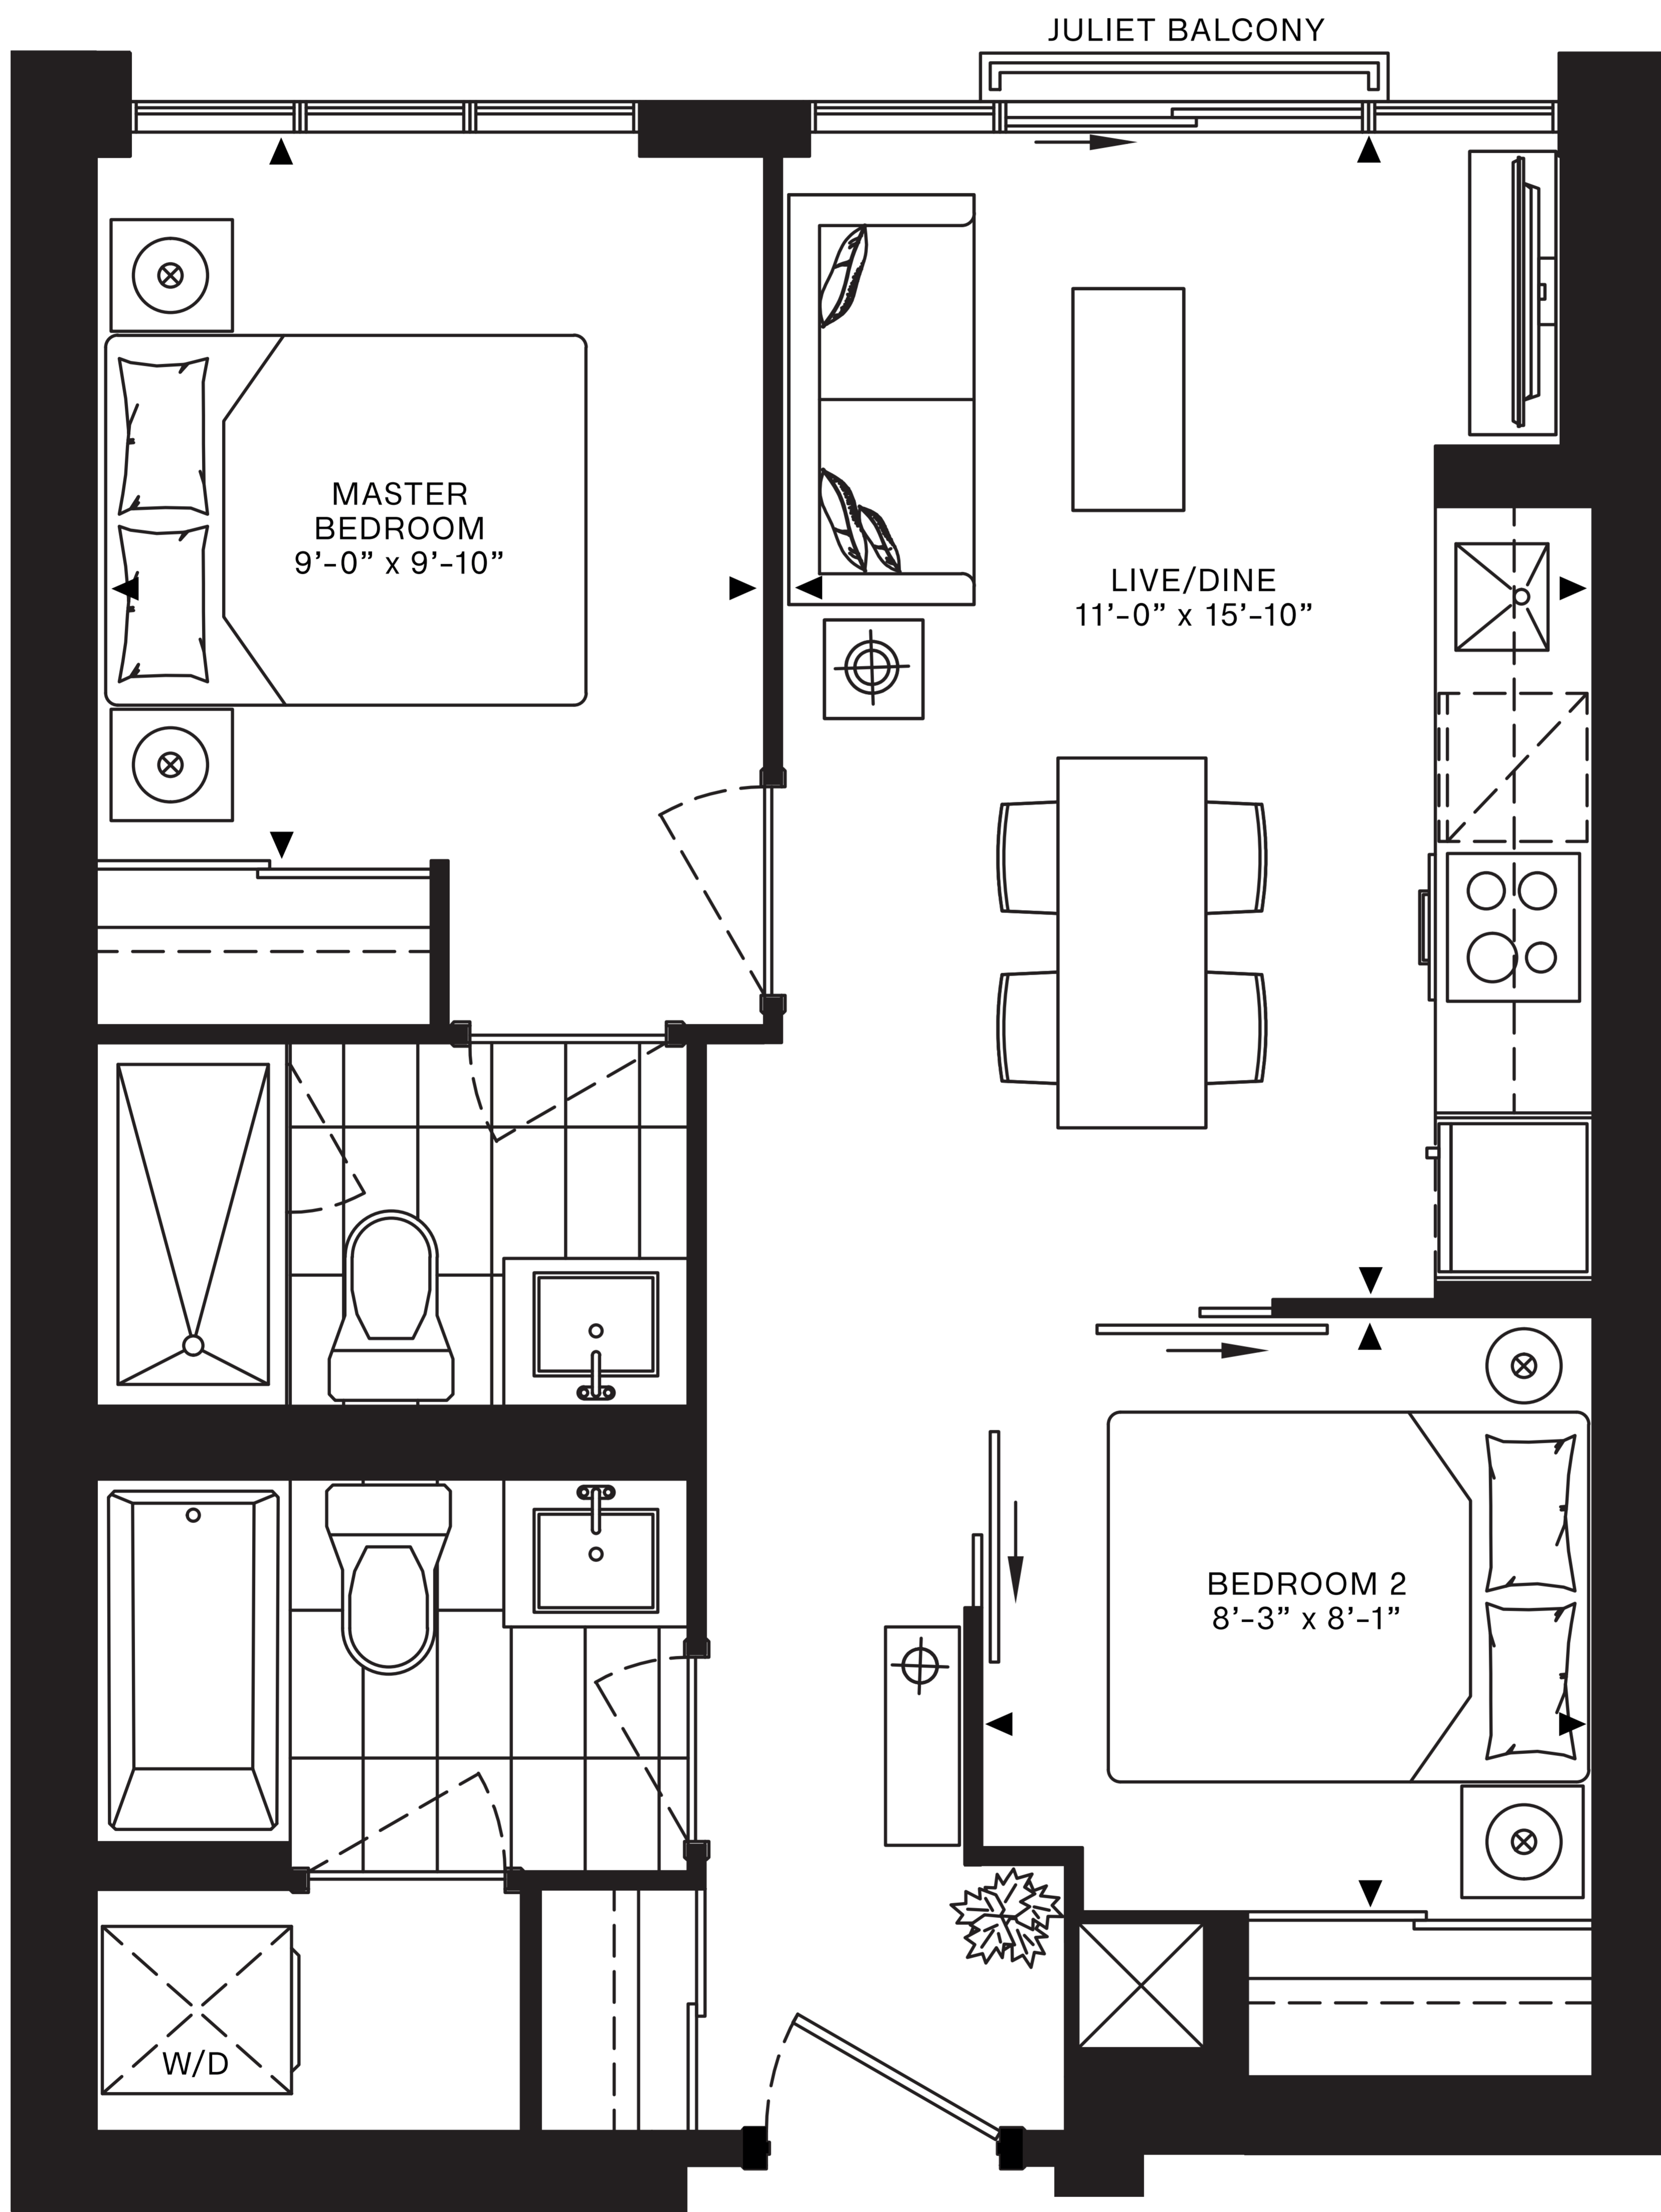 JULIET BALCONY
MASTER
BEDROOM
9’-0” x 9’-10”
LIVE/DINE
11’-0” x 15’-10”
BEDROOM 2
8’-3” x 8’-1”
W/D